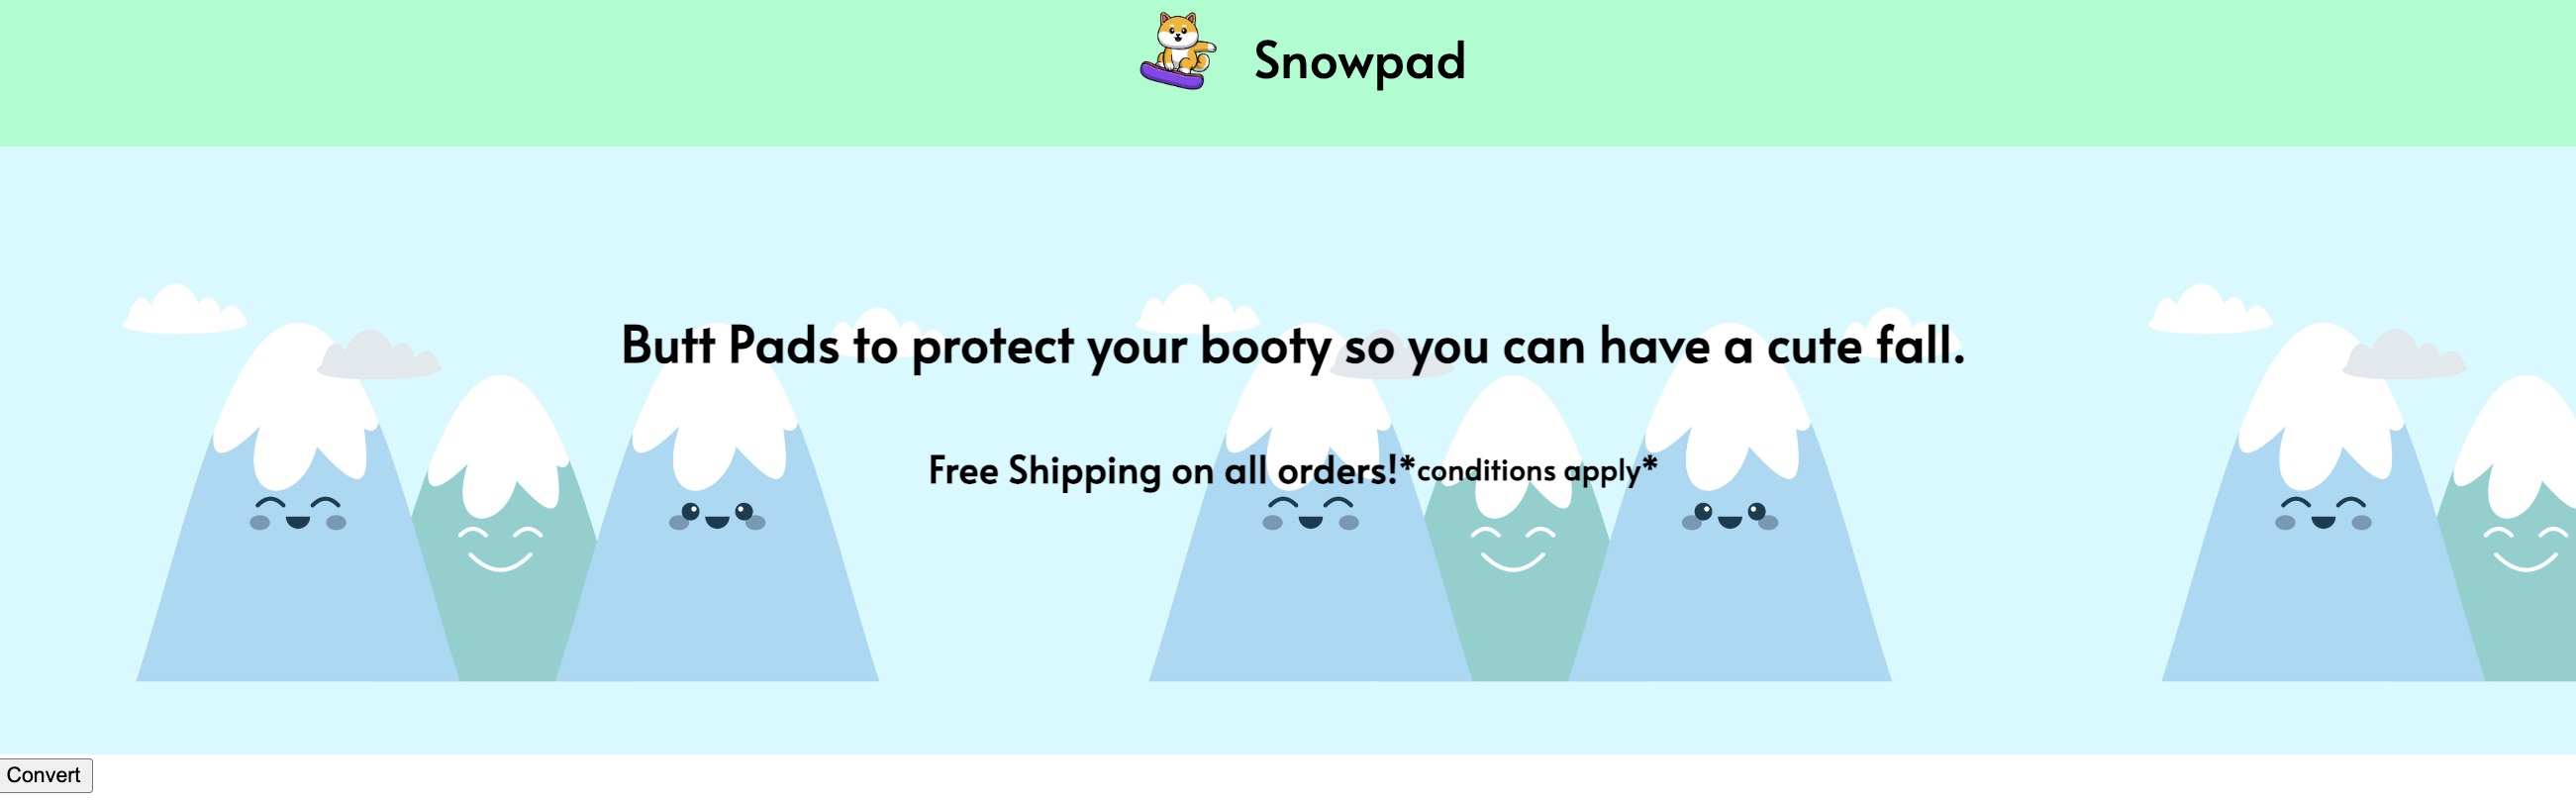 Snowpad
Butt Pads to protect your booty so you can have a cute fall.
Free Shipping on all orders!*conditions apply*
Convert